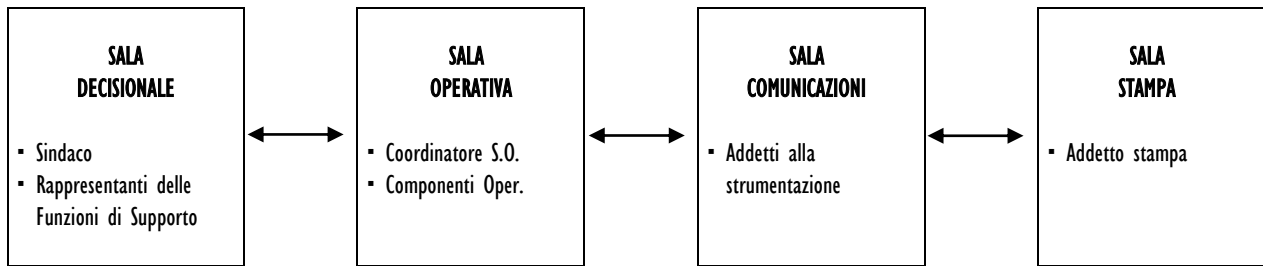 SALA
DECISIONALE
▪ Sindaco
▪ Rappresentanti delle
Funzioni di Supporto
SALA
OPERATIVA
▪ Coordinatore S.O.
▪ Componenti Oper.
SALA
COMUNICAZIONI
▪ Addetti alla
strumentazione
SALA
STAMPA
▪ Addetto stampa